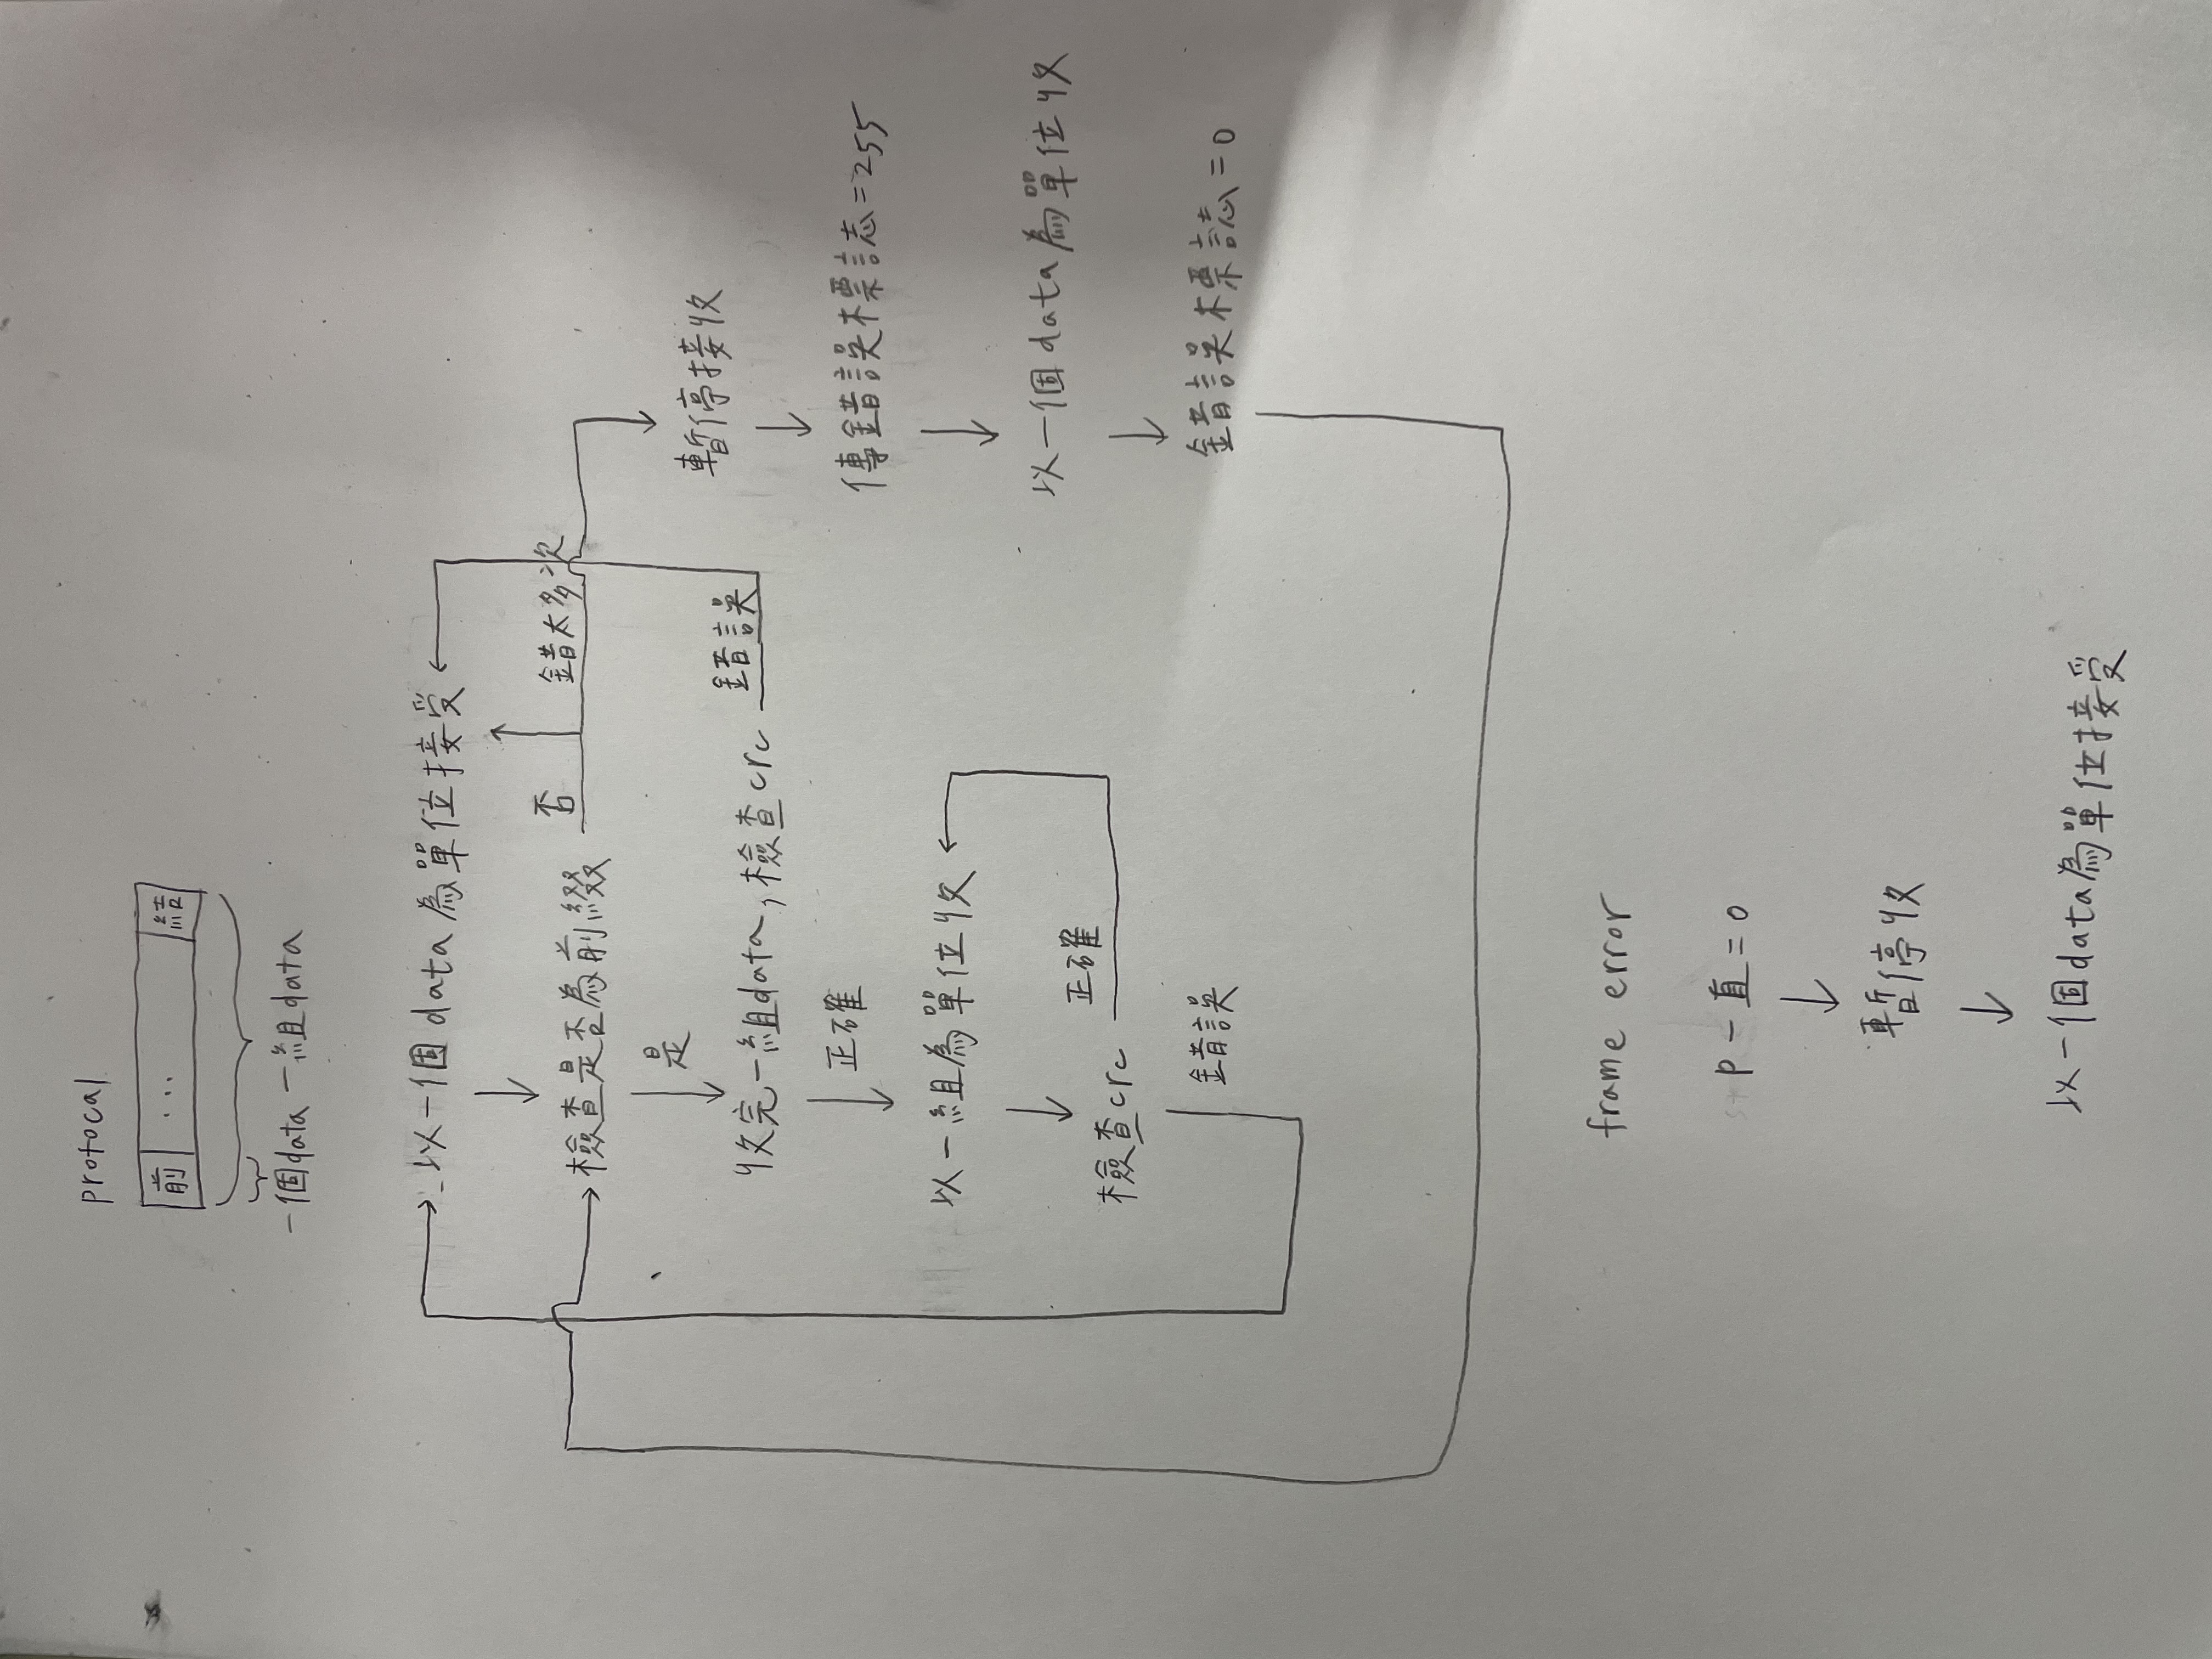 protocal
前 ... 結
一個data 一組data
以一個data為單位接受
檢查是否為前綴 否 錯太多次
是
暫停接收
收完一組data,檢查crc 錯誤
正確
傳錯誤標誌=255
以一組為單位收
以一個data為單位收
檢查crc 正確
錯誤
錯誤標誌=0
frame error
p一直=0
暫停收
以一個data為單位接受